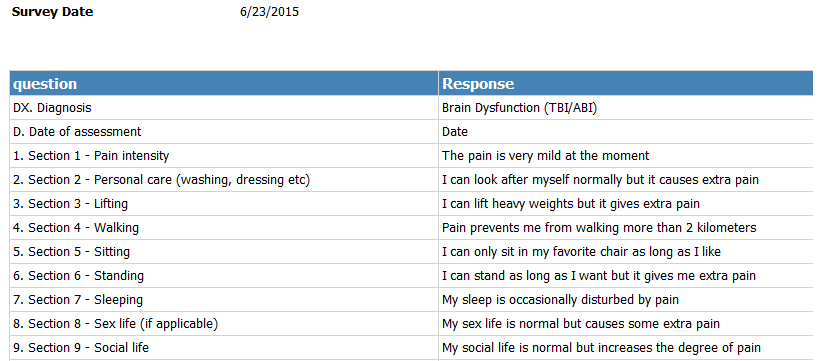 Survey Date 6/23/2015
question Response
DX. Diagnosis Brain Dysfunction (TBI/ABI)
D. Date of assessment Date
1. Section 1 - Pain intensity The pain is very mild at the moment
2. Section 2 - Personal care (washing, dressing etc) I can look after myself normally but it causes extra pain
3. Section 3 - Lifting I can lift heavy weights but it gives extra pain
4. Section 4 - Walking Pain prevents me from walking more than 2 kilometers
5. Section 5 - Sitting I can only sit in my favorite chair as long as I like
6. Section 6 - Standing I can stand as long as I want but it gives me extra pain
7. Section 7 - Sleeping My sleep is occasionally disturbed by pain
8. Section 8 - Sex life (if applicable) My sex life is normal but causes some extra pain
9. Section 9 - Social life My social life is normal but increases the degree of pain